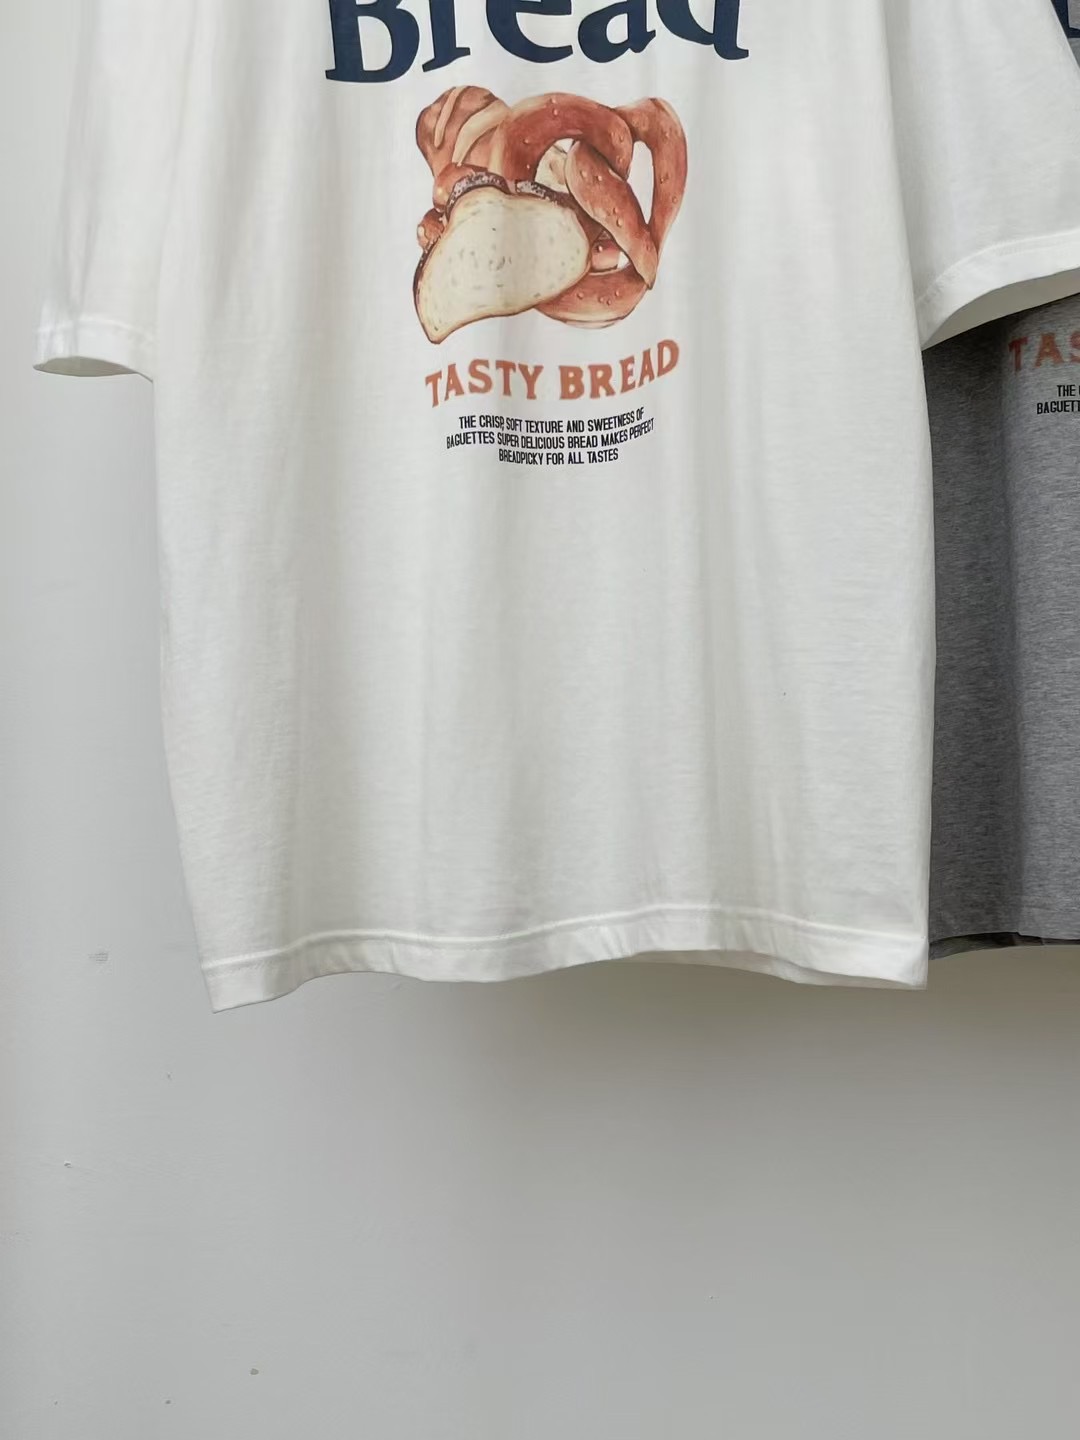 Bread
TASTY BREAD
THE CRISP, SOFT TEXTURE AND SWEETNESS OF
BAGUETTES SUPER DELICIOUS BREAD MAKES PERFECT
BREADPICKY FOR ALL TASTES
TAS
THE
BAGUETT